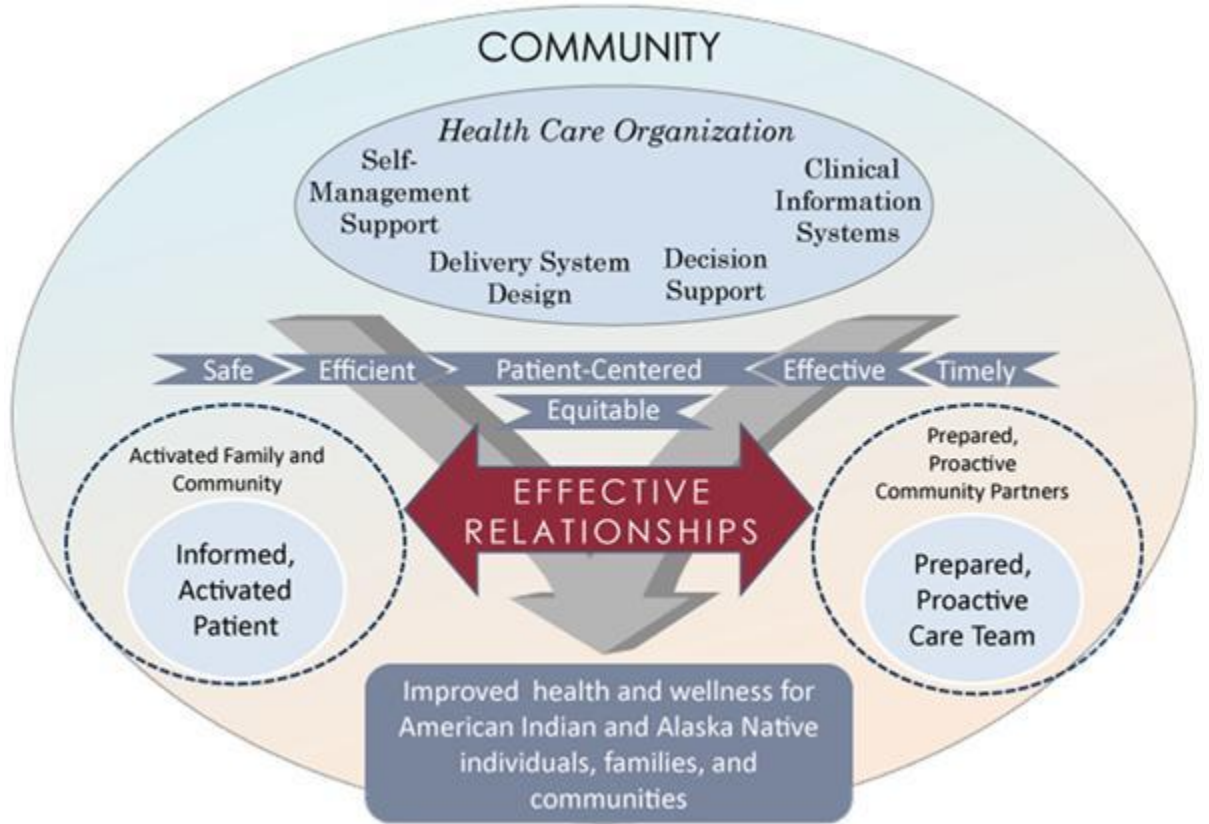 COMMUNITY
Health Care Organization
Self-
Management
Support
Clinical
Information
Systems
Delivery System
Design
Decision
Support
Safe
Efficient
Patient-Centered
Effective
Timely
Equitable
Activated Family and
Community
Informed,
Activated
Patient
EFFECTIVE
RELATIONSHIPS
Prepared,
Proactive
Community Partners
Prepared,
Proactive
Care Team
Improved health and wellness for
American Indian and Alaska Native
individuals, families, and
communities